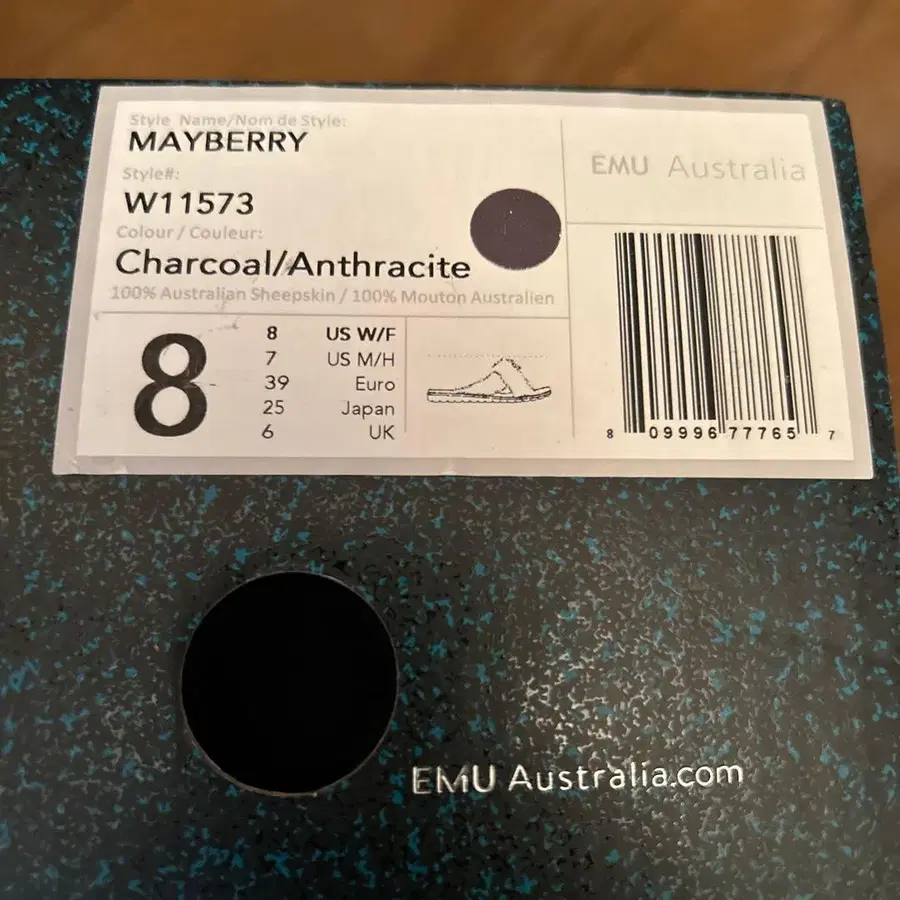 Style Name/Nom de Style:
MAYBERRY
Style#:
W11573
Colour / Couleur:
Charcoal/Anthracite
100% Australian Sheepskin / 100% Mouton Australien
8
8 US W/F
7 US M/H
39 Euro
25 Japan
6 UK
EMU Australia
8 09996 77765 7
EMU Australia.com